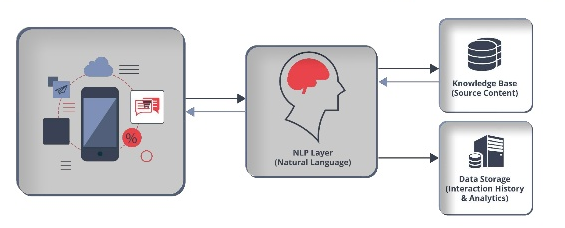 %
NLP Layer
(Natural Language)
Knowledge Base
(Source Content)
Data Storage
(Interaction History
& Analytics)